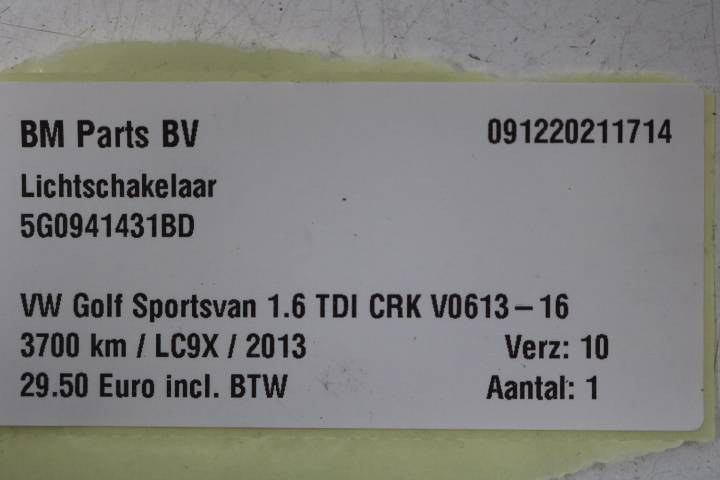 BM Parts BV 091220211714
Lichtschakelaar
5G0941431BD
VW Golf Sportsvan 1.6 TDI CRK V0613–16
3700 km / LC9X / 2013 Verz: 10
29.50 Euro incl. BTW Aantal: 1